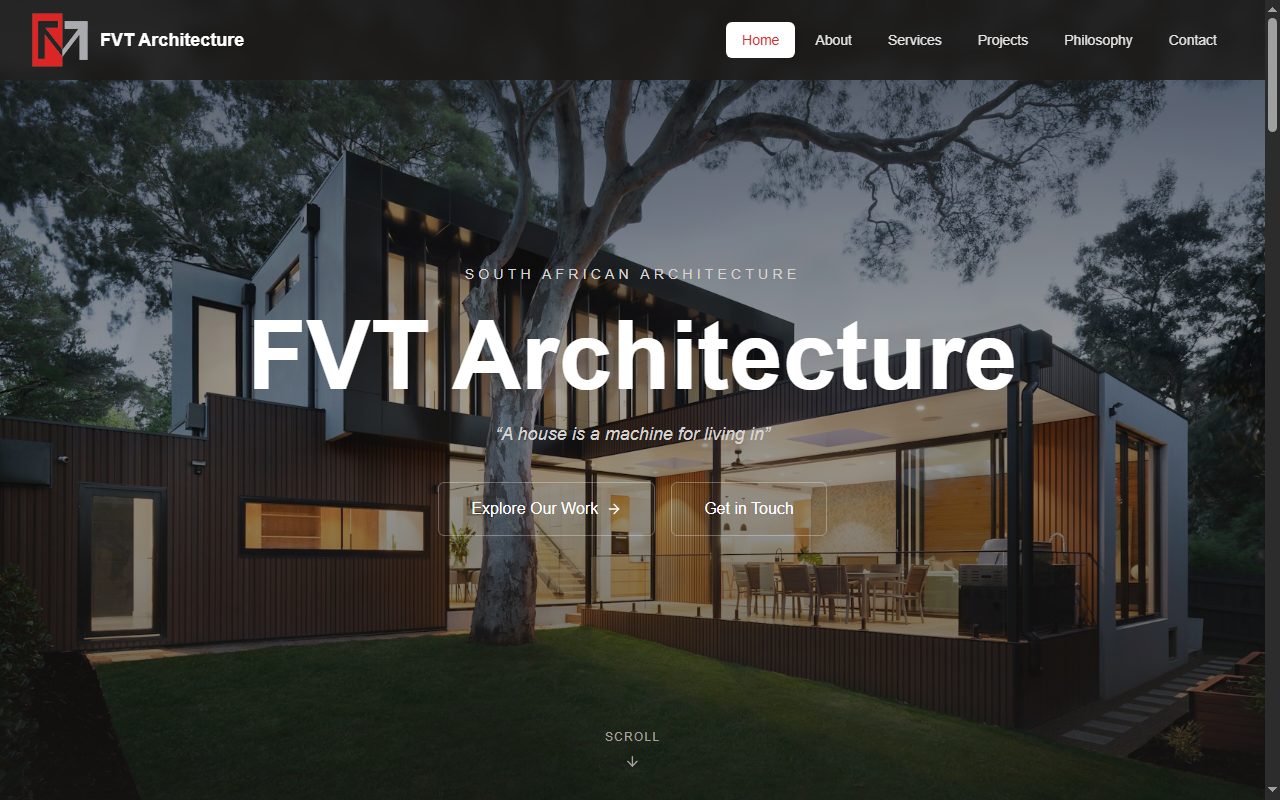 FVT Architecture
Home
About
Services
Projects
Philosophy
Contact
SOUTH AFRICAN ARCHITECTURE
FVT Architecture
“A house is a machine for living in”
Explore Our Work →
Get in Touch
SCROLL
↓